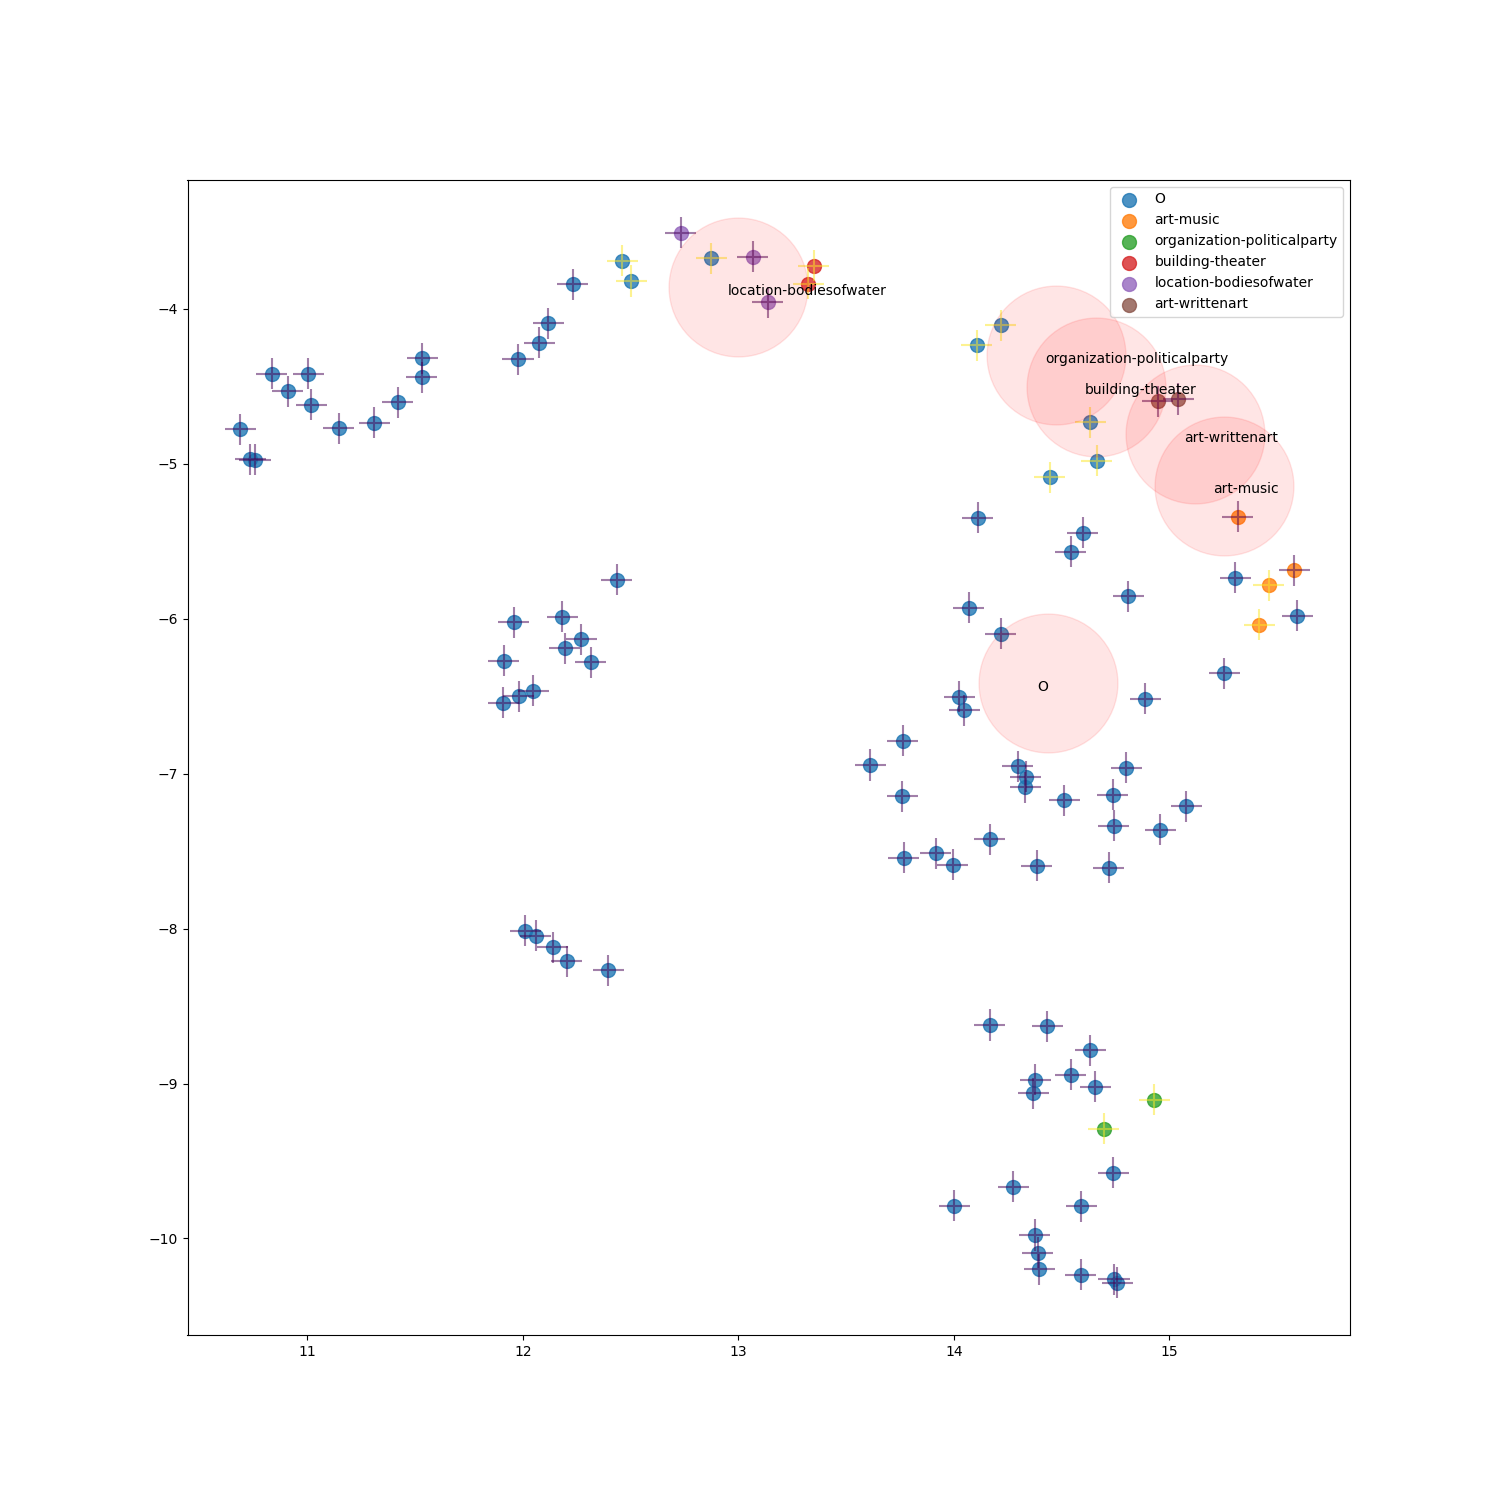 O
art-music
organization-politicalparty
building-theater
location-bodiesofwater
art-writtenart
location-bodiesofwater
organization-politicalparty
building-theater
art-writtenart
art-music
O
−4
−5
−6
−7
−8
−9
−10
11 12 13 14 15